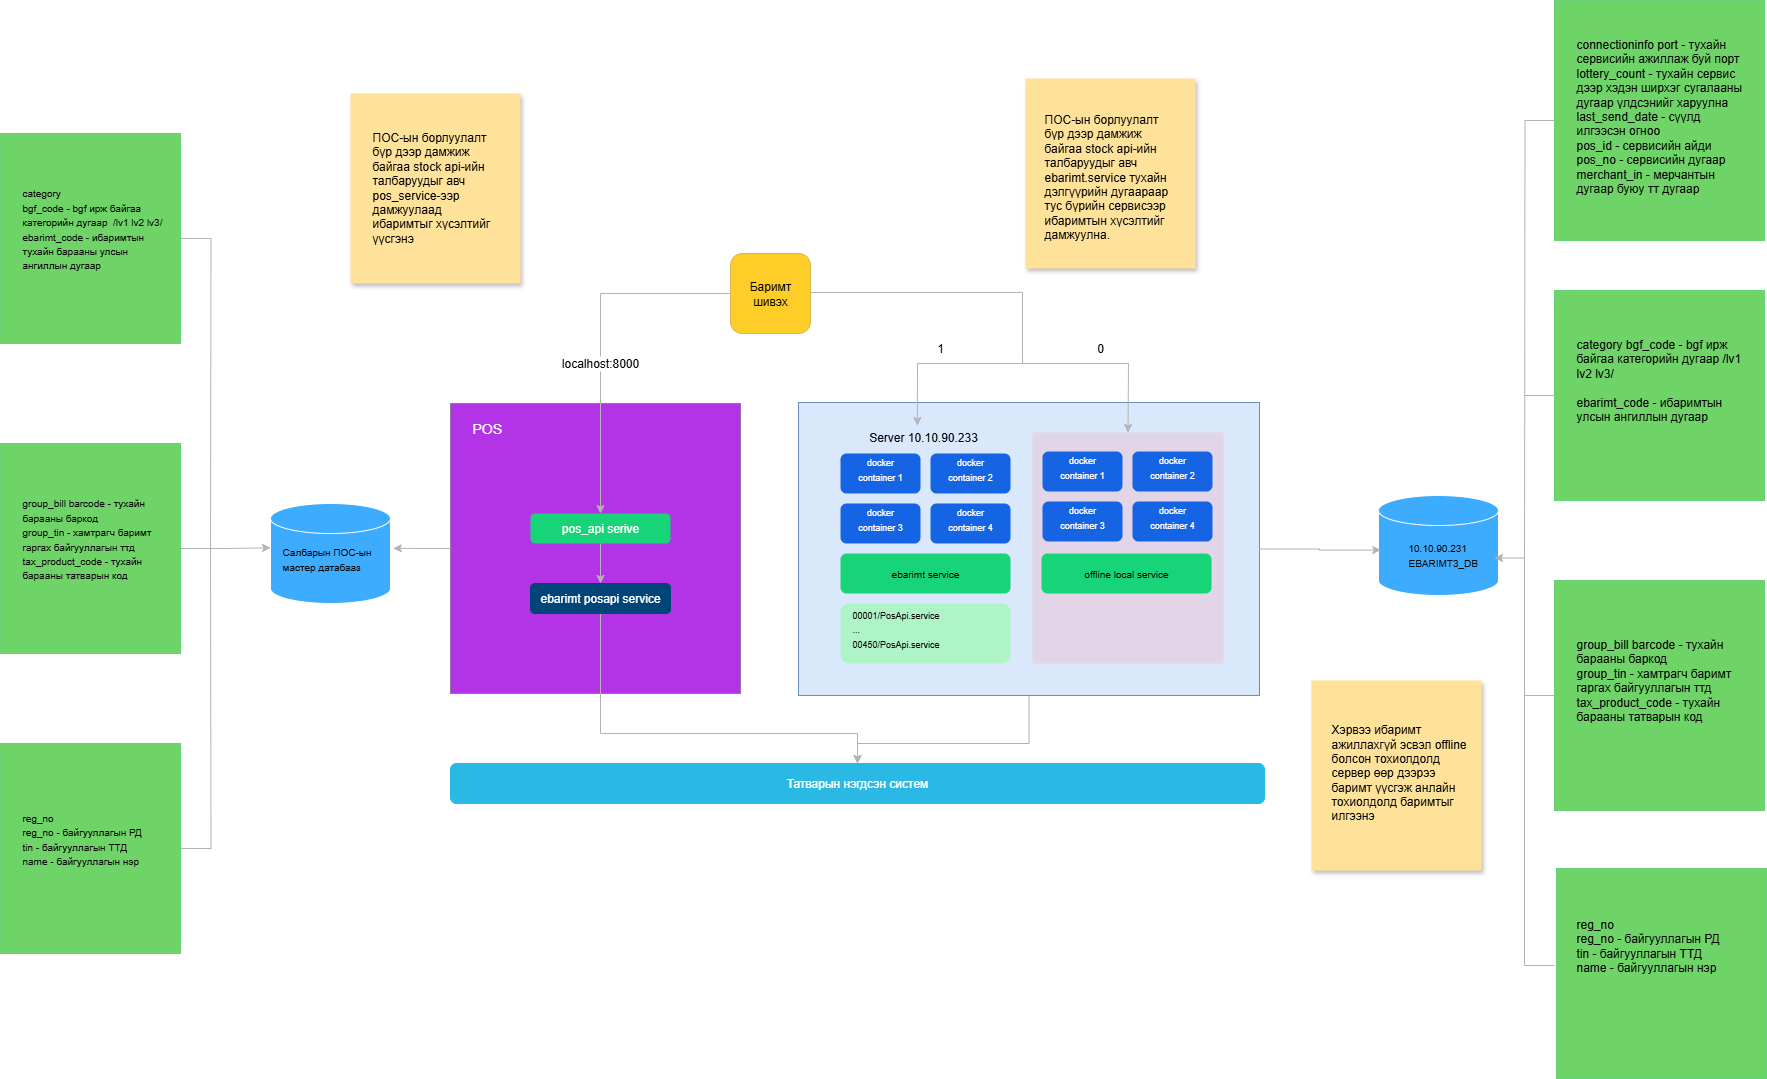 category
bgf_code - bgf ирж байгаа
категорийн дугаар /lv1 lv2 lv3/
ebarimt_code - ибаримтын
тухайн барааны улсын
ангиллын дугаар
group_bill barcode - тухайн
барааны баркод
group_tin - хамтрагч баримт
гаргах байгууллагын ттд
tax_product_code - тухайн
барааны татварын код
reg_no
reg_no - байгууллагын РД
tin - байгууллагын ТТД
name - байгууллагын нэр
Салбарын ПОС-ын
мастер датабааз
ПОС-ын борлуулалт
бүр дээр дамжиж
байгаа stock api-ийн
талбаруудыг авч
pos_service-ээр
дамжуулаад
ибаримтыг хүсэлтийг
үүсгэнэ
ПОС-ын борлуулалт
бүр дээр дамжиж
байгаа stock api-ийн
талбаруудыг авч
ebarimt.service тухайн
дэлгүүрийн дугаараар
тус бүрийн сервисээр
ибаримтын хүсэлтийг
дамжуулна.
Баримт
шивэх
localhost:8000
1
0
POS
pos_api serive
ebarimt posapi service
Server 10.10.90.233
docker
container 1
docker
container 2
docker
container 3
docker
container 4
ebarimt service
00001/PosApi.service
...
00450/PosApi.service
docker
container 1
docker
container 2
docker
container 3
docker
container 4
offline local service
Татварын нэгдсэн систем
10.10.90.231
EBARIMT3_DB
Хэрвээ ибаримт
ажиллахгүй эсвэл offline
болсон тохиолдолд
сервер өөр дээрээ
баримт үүсгэж анлайн
тохиолдолд баримтыг
илгээнэ
connectioninfo port - тухайн
сервисийн ажиллаж буй порт
lottery_count - тухайн сервис
дээр хэдэн ширхэг сугалааны
дугаар үлдсэнийг харуулна
last_send_date - сүүлд
илгээсэн огноо
pos_id - сервисийн айди
pos_no - сервисийн дугаар
merchant_in - мерчантын
дугаар буюу тт дугаар
category bgf_code - bgf ирж
байгаа категорийн дугаар /lv1
lv2 lv3/
ebarimt_code - ибаримтын
улсын ангиллын дугаар
group_bill barcode - тухайн
барааны баркод
group_tin - хамтрагч баримт
гаргах байгууллагын ттд
tax_product_code - тухайн
барааны татварын код
reg_no
reg_no - байгууллагын РД
tin - байгууллагын ТТД
name - байгууллагын нэр